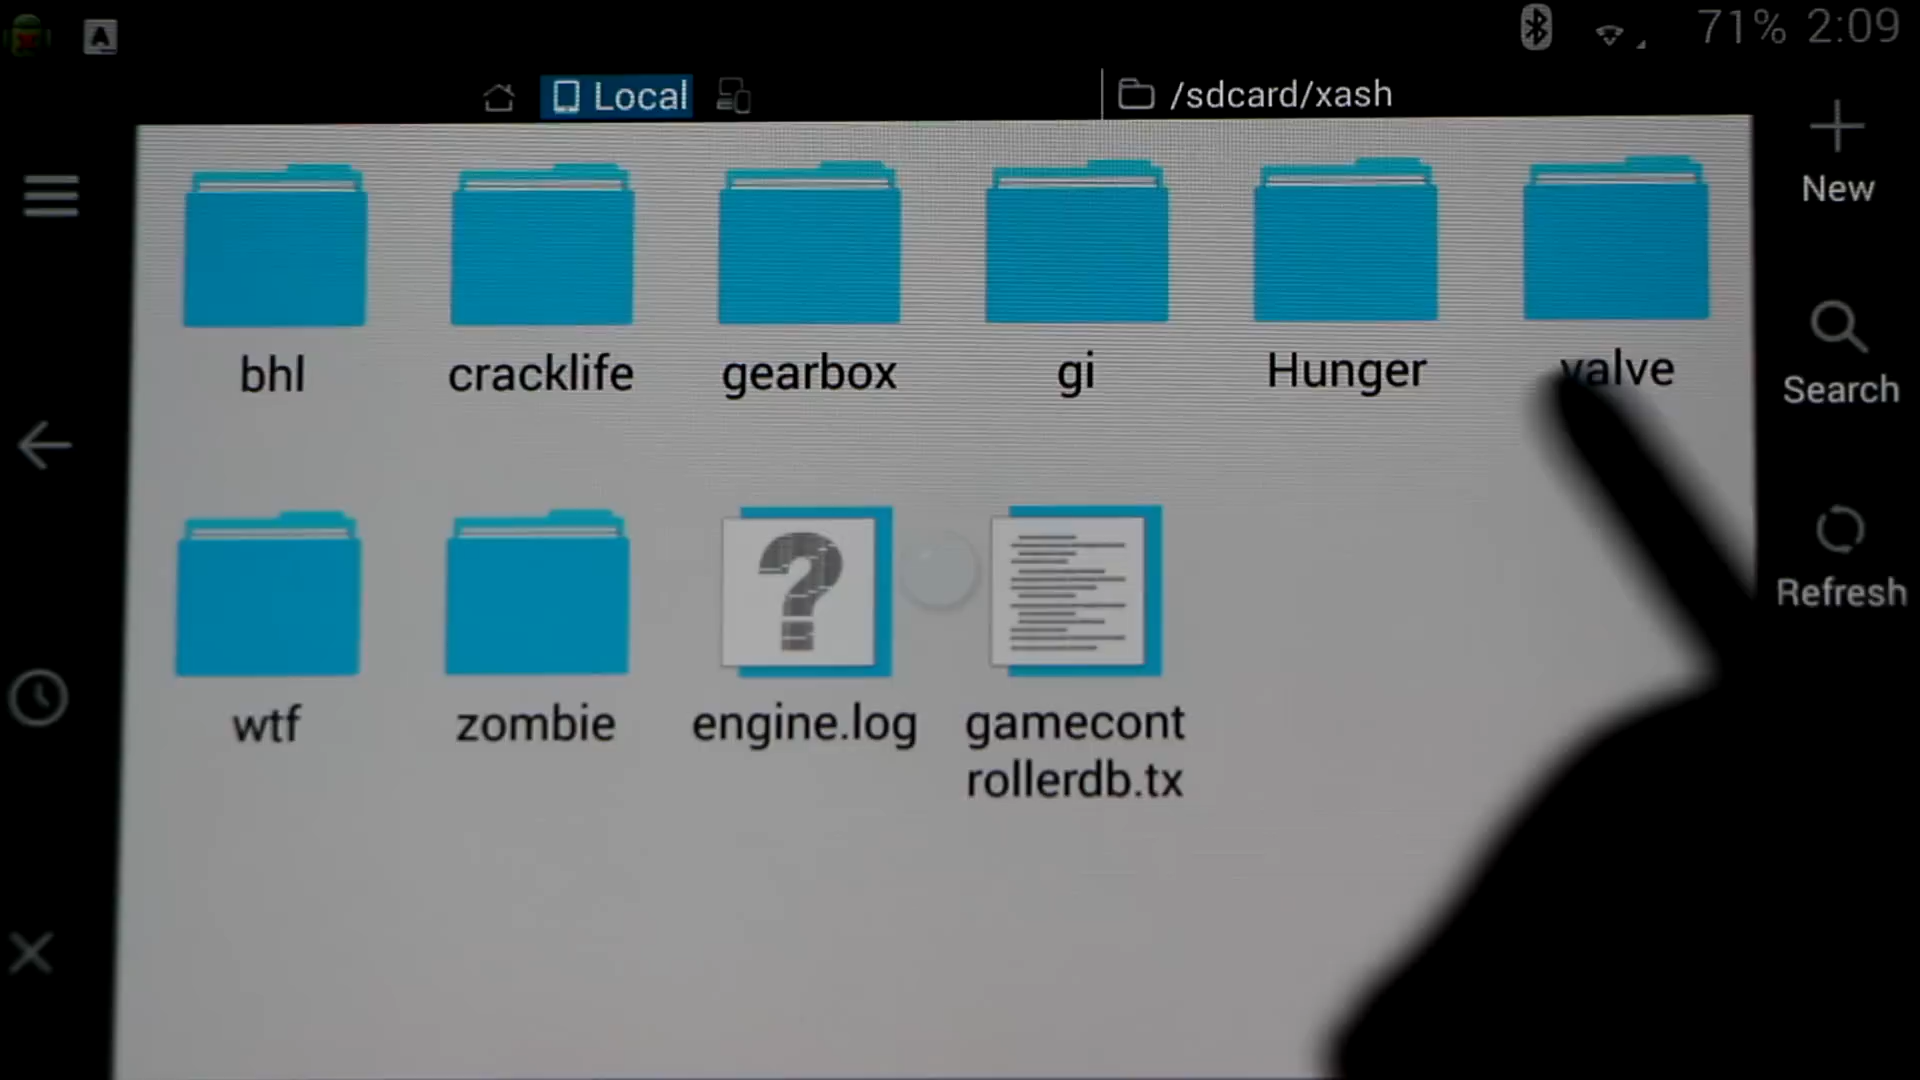 71% 2:09
Local
/sdcard/xash
New
bhl
cracklife
gearbox
gi
Hunger
valve
Search
Refresh
wtf
zombie
engine.log
gamecont
rollerdb.tx